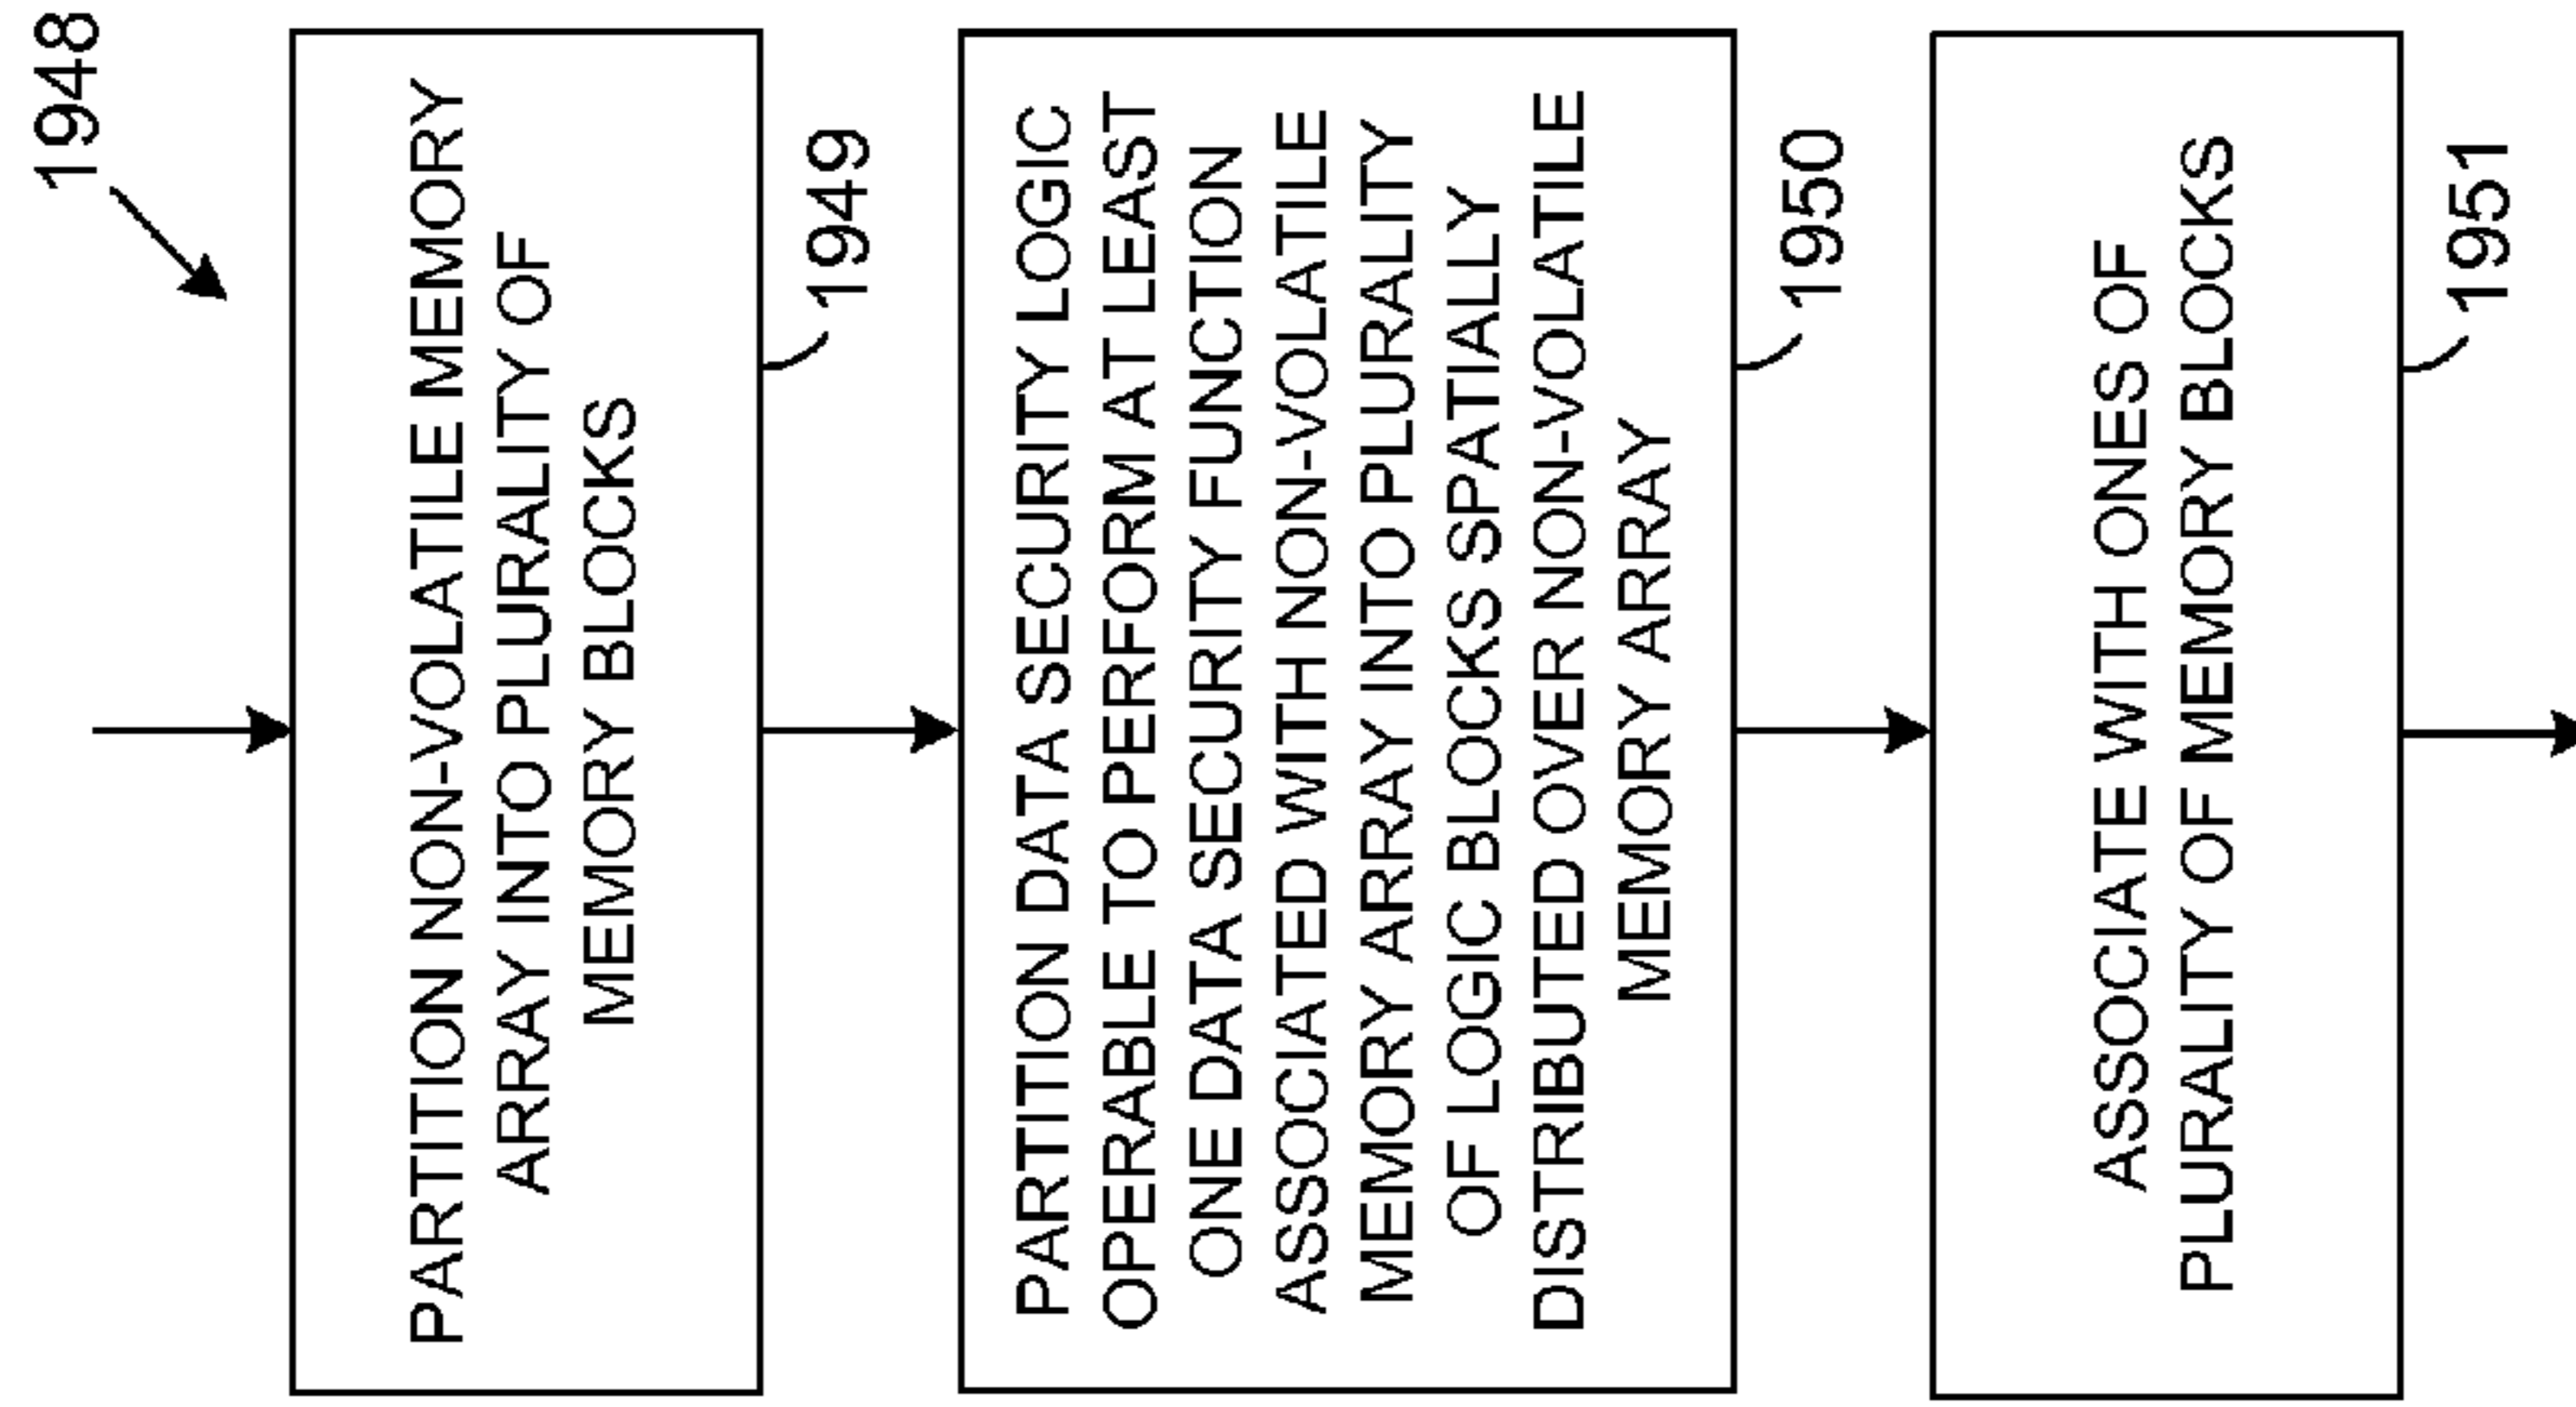 1948
PARTITION NON-VOLATILE MEMORY
ARRAY INTO PLURALITY OF
MEMORY BLOCKS
1949
PARTITION DATA SECURITY LOGIC
OPERABLE TO PERFORM AT LEAST
ONE DATA SECURITY FUNCTION
ASSOCIATED WITH NON-VOLATILE
MEMORY ARRAY INTO PLURALITY
OF LOGIC BLOCKS SPATIALLY
DISTRIBUTED OVER NON-VOLATILE
MEMORY ARRAY
1950
ASSOCIATE WITH ONES OF
PLURALITY OF MEMORY BLOCKS
1951